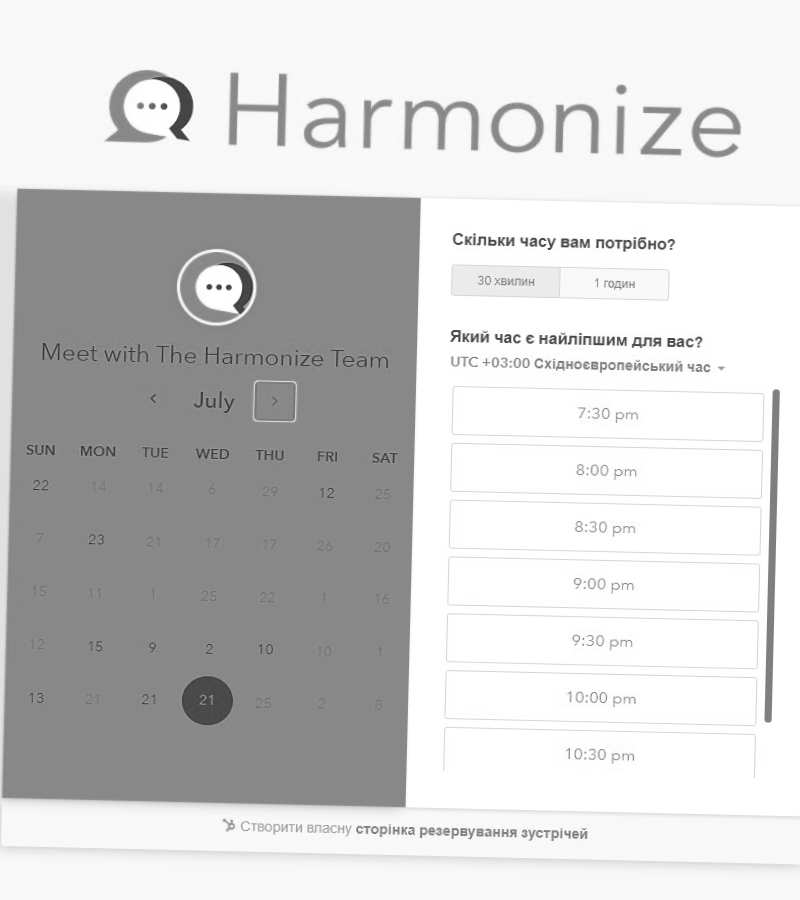 Harmonize
Meet with The Harmonize Team
July
SUN MON TUE WED THU FRI SAT
22 14 14 6 29 12 25
7 23 21 17 17 26 20
15 11 1 25 22 1 16
12 15 9 2 10 10 1
13 21 21 21 25 2 8
Скільки часу вам потрібно?
30 хвилин 1 годин
Який час є найліпшим для вас?
UTC +03:00 Східноєвропейський час
7:30 pm
8:00 pm
8:30 pm
9:00 pm
9:30 pm
10:00 pm
10:30 pm
Створити власну сторінка резервування зустрічей